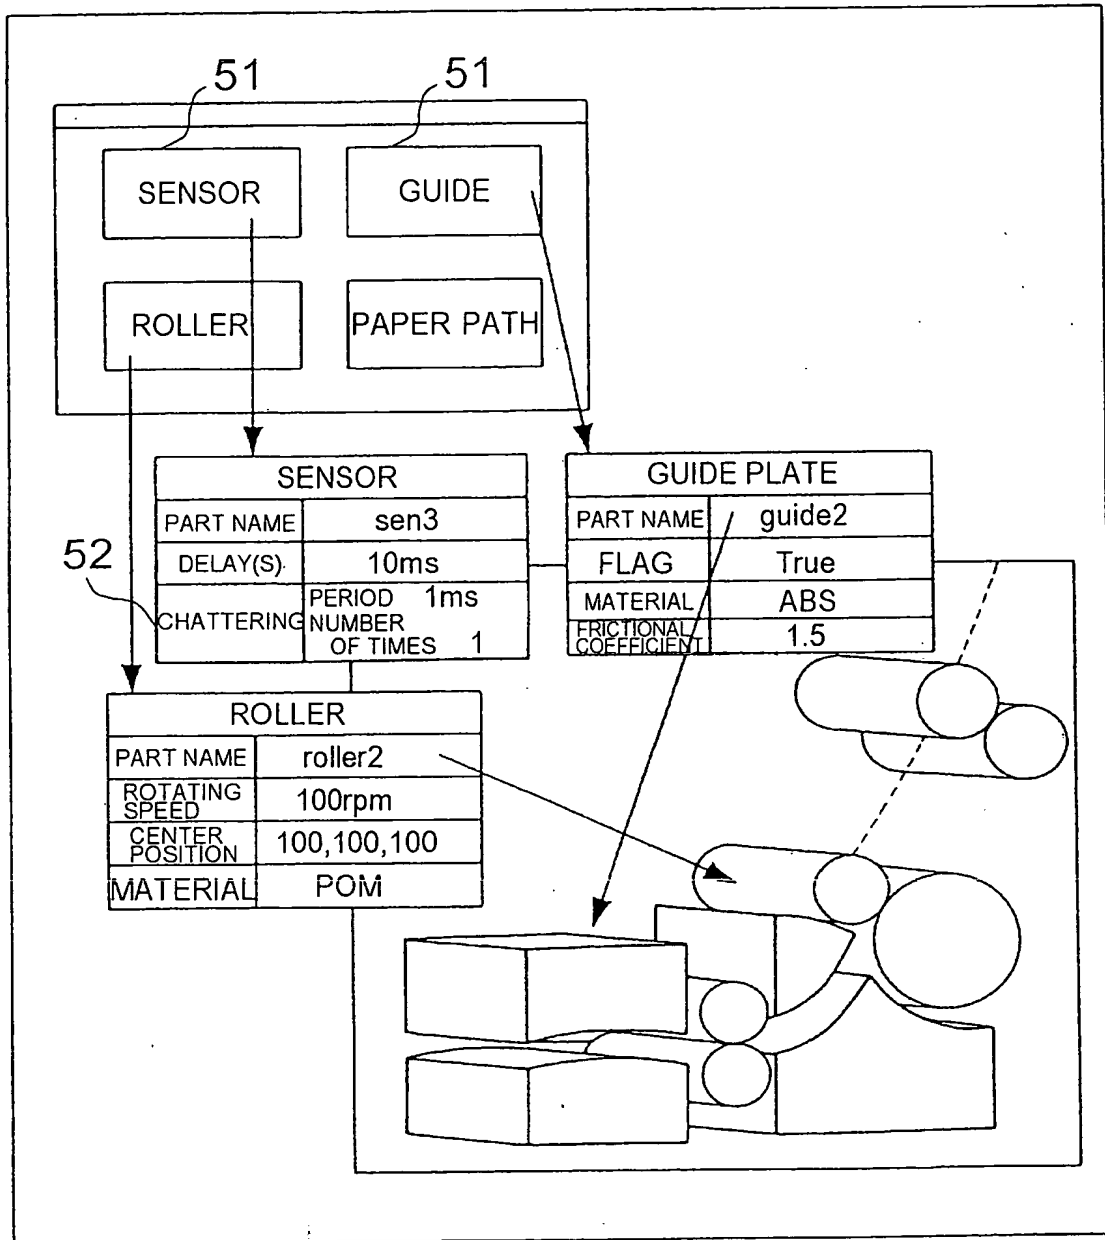 51
51
SENSOR
GUIDE
ROLLER
PAPER PATH
SENSOR
PART NAME sen3
DELAY(S) 10ms
CHATTERING PERIOD 1ms
NUMBER
OF TIMES 1
52
GUIDE PLATE
PART NAME guide2
FLAG True
MATERIAL ABS
FRICTIONAL
COEFFICIENT 1.5
ROLLER
PART NAME roller2
ROTATING
SPEED 100rpm
CENTER
POSITION 100,100,100
MATERIAL POM